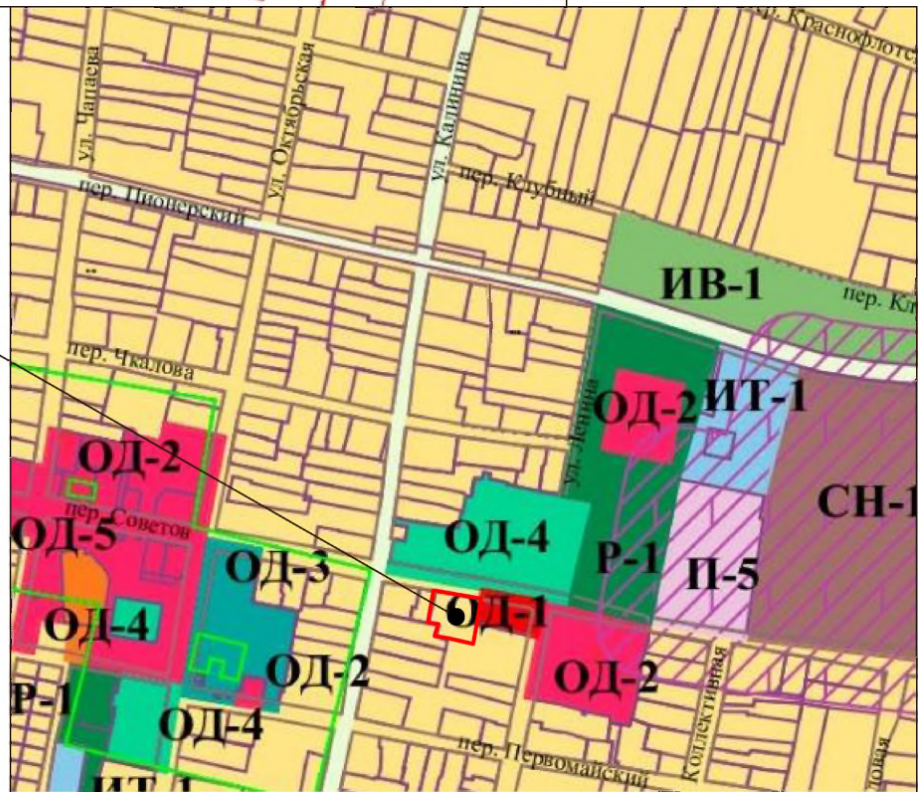 пер. Краснофлотс
ул. Чапаева
ул. Октябрьская
ул. Калинина
пер. Клубный
пер. Пионерский
ИВ-1
пер. Кл
пер. Чкалова
ул. Ленина
ОД-2
ИТ-1
ОД-2
СН-1
пер. Советов
ОД-5
ОД-4
ОД-3
Р-1
П-5
ОД-1
ОД-4
ОД-2
ОД-2
Р-1
ОД-4
Коллективная
пер. Первомайский
довая
ИТ-1